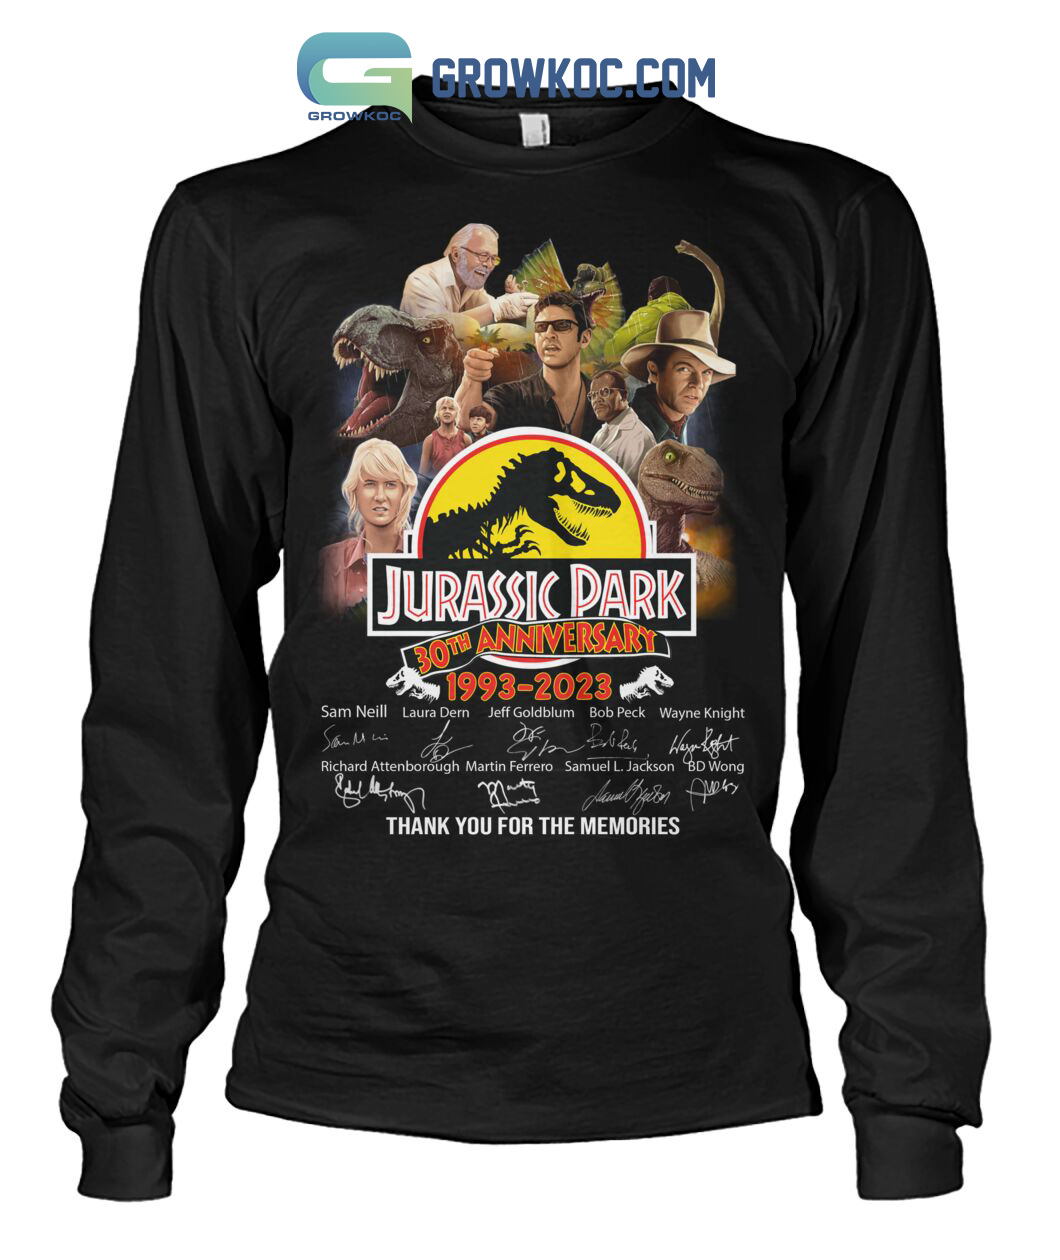 GROWKOC.COM
GROWKOC
JURASSIC PARK
30TH ANNIVERSARY
1993-2023
Sam Neill Laura Dern Jeff Goldblum Bob Peck Wayne Knight
Richard Attenborough Martin Ferrero Samuel L. Jackson BD Wong
THANK YOU FOR THE MEMORIES